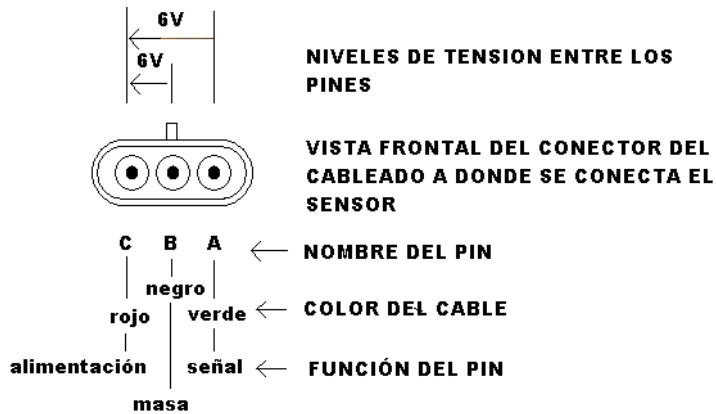 6V
6V
NIVELES DE TENSION ENTRE LOS
PINES
VISTA FRONTAL DEL CONECTOR DEL
CABLEADO A DONDE SE CONECTA EL
SENSOR
C B A
NOMBRE DEL PIN
negro
rojo verde
COLOR DEL CABLE
alimentación señal
FUNCIÓN DEL PIN
masa